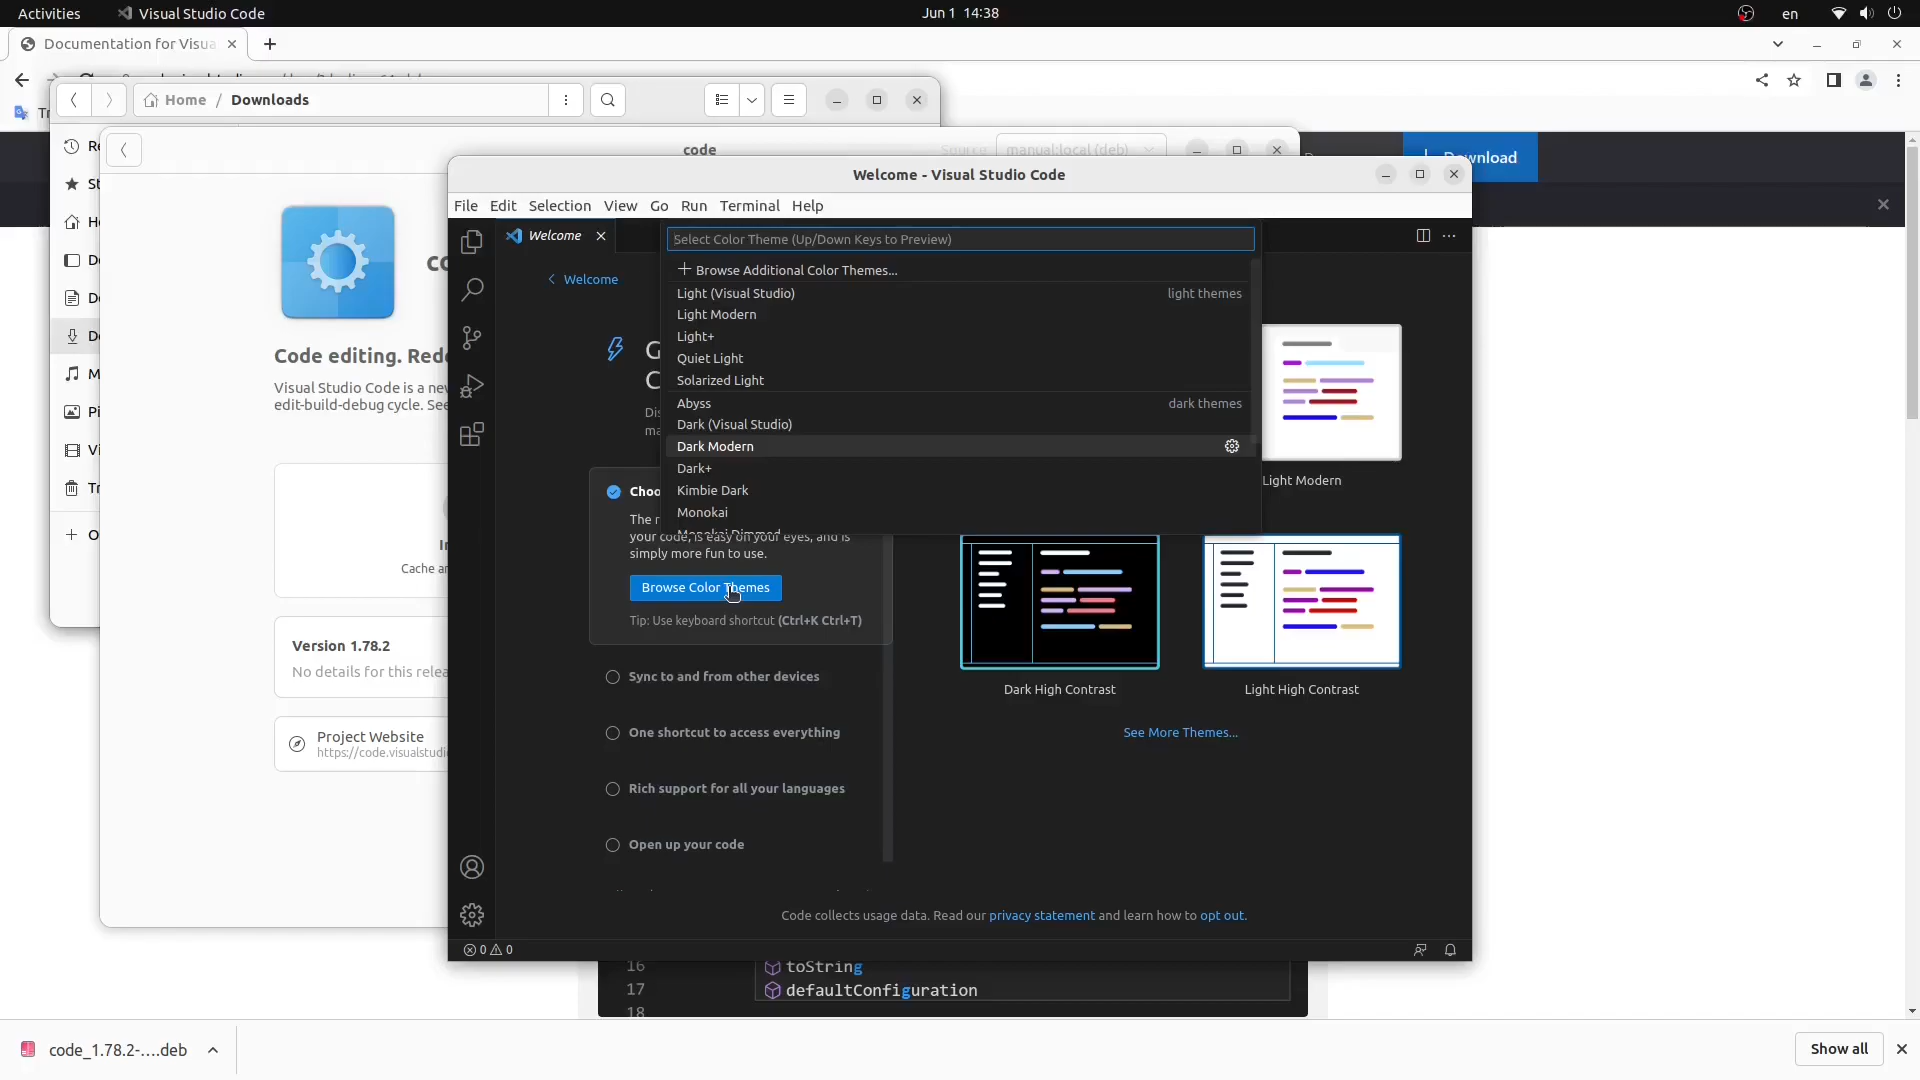 Activities
Visual Studio Code
Jun 1 14:38
en
Documentation for Visua
Home / Downloads
code
manual:local (deb)
Download
Welcome - Visual Studio Code
File Edit Selection View Go Run Terminal Help
Welcome
Select Color Theme (Up/Down Keys to Preview)
Welcome
Browse Additional Color Themes...
Light (Visual Studio)
light themes
Light Modern
Light+
Quiet Light
Solarized Light
Abyss
dark themes
Dark (Visual Studio)
Dark Modern
Dark+
Kimbie Dark
Monokai
Monokai Dimmed
Code editing. Rede
Visual Studio Code is a new
edit-build-debug cycle. See
Cache an
Version 1.78.2
No details for this relea
Project Website
https://code.visualstudi
Choo
The r
your code, is easy on your eyes, and is
simply more fun to use.
Browse Color Themes
Tip: Use keyboard shortcut (Ctrl+K Ctrl+T)
Sync to and from other devices
One shortcut to access everything
Rich support for all your languages
Open up your code
Light Modern
Dark High Contrast
Light High Contrast
See More Themes...
Code collects usage data. Read our privacy statement and learn how to opt out.
0 0
16
toString
17
defaultConfiguration
18
code_1.78.2-....deb
Show all